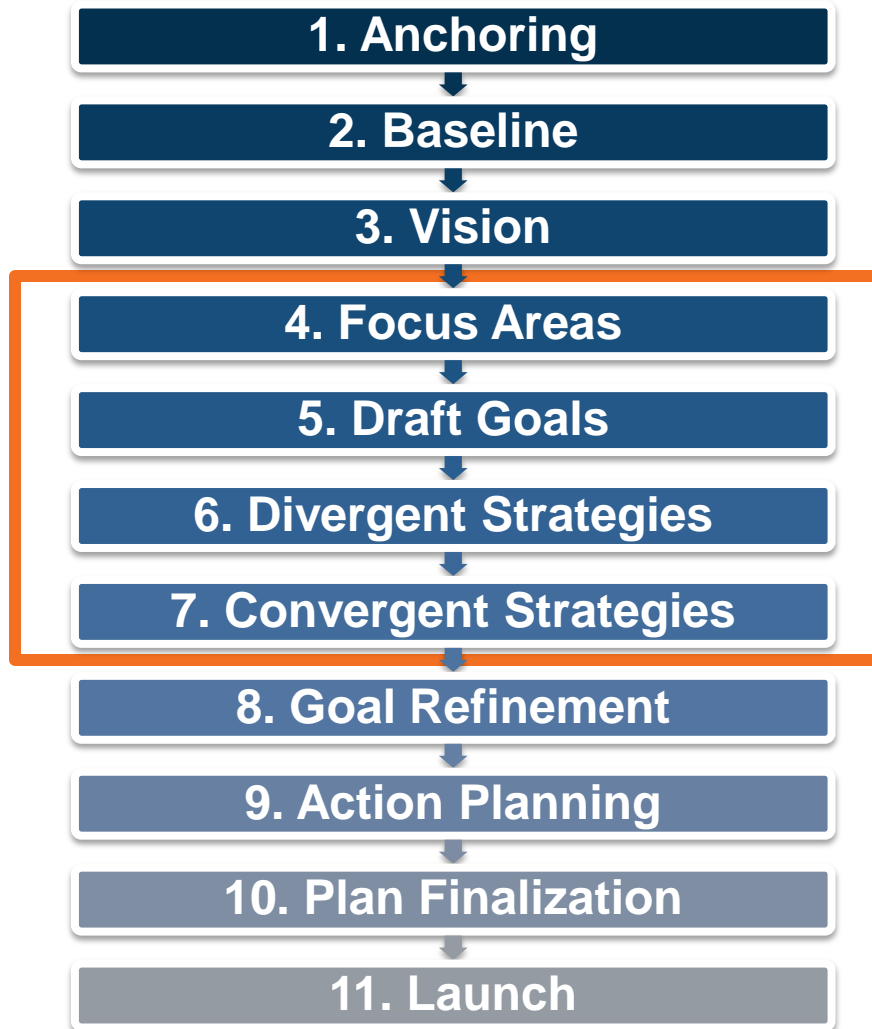 1. Anchoring
2. Baseline
3. Vision
4. Focus Areas
5. Draft Goals
6. Divergent Strategies
7. Convergent Strategies
8. Goal Refinement
9. Action Planning
10. Plan Finalization
11. Launch